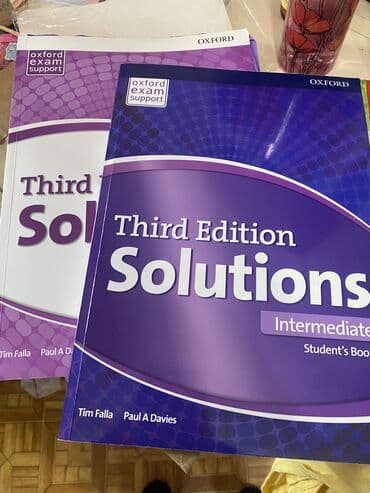 oxford
exam
support
OXFORD
Third
Sol
Tim Falla Paul A Da
oxford
exam
support
OXFORD
Third Edition
Solutions
Intermediate
Student's Boo
Tim Falla Paul A Davies